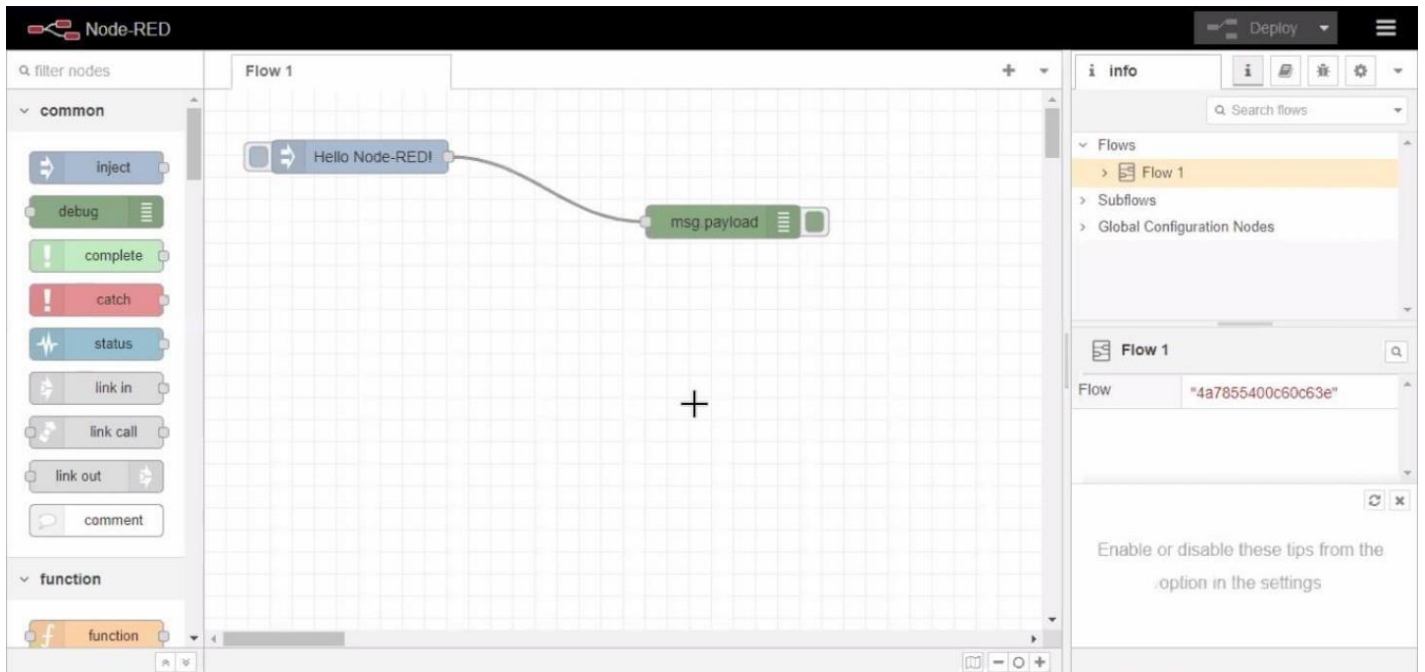 Node-RED
Deploy
filter nodes
Flow 1
i info
i
Search flows
common
inject
debug
complete
catch
status
link in
link call
link out
comment
function
function
Hello Node-RED!
msg.payload
Flows
Flow 1
Subflows
Global Configuration Nodes
Flow 1
Flow "4a7855400c60c63e"
Enable or disable these tips from the
.option in the settings